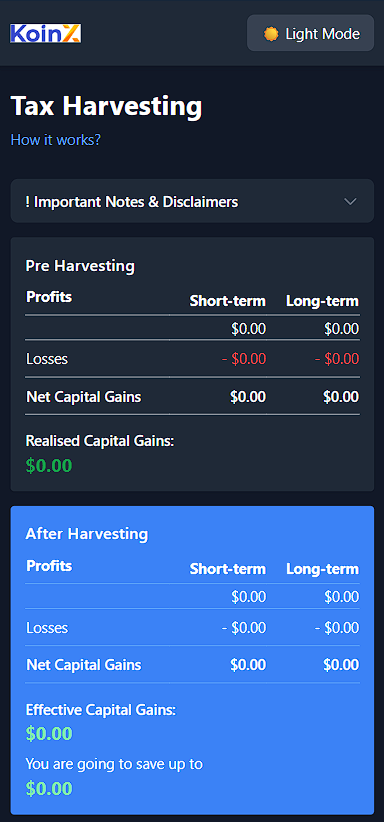 KoinX
Light Mode
Tax Harvesting
How it works?
! Important Notes & Disclaimers
Pre Harvesting
Profits Short-term Long-term
$0.00 $0.00
Losses - $0.00 - $0.00
Net Capital Gains $0.00 $0.00
Realised Capital Gains:
$0.00
After Harvesting
Profits Short-term Long-term
$0.00 $0.00
Losses - $0.00 - $0.00
Net Capital Gains $0.00 $0.00
Effective Capital Gains:
$0.00
You are going to save up to
$0.00